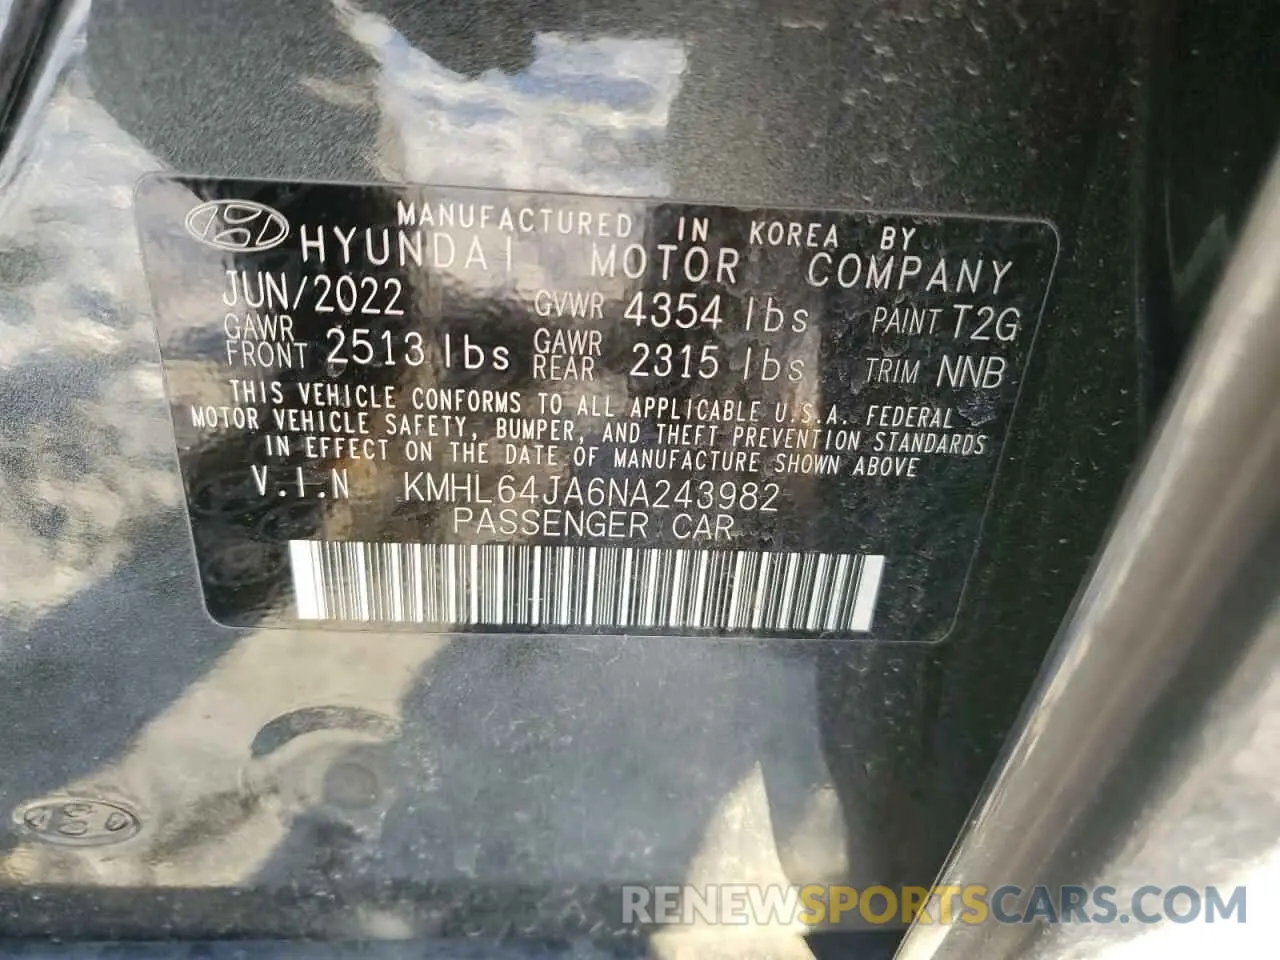 MANUFACTURED IN KOREA BY
HYUNDAI MOTOR COMPANY
JUN/2022 GVWR 4354 lbs PAINT T2G
GAWR FRONT 2513 lbs GAWR REAR 2315 lbs TRIM NNB
THIS VEHICLE CONFORMS TO ALL APPLICABLE U.S.A. FEDERAL
MOTOR VEHICLE SAFETY, BUMPER, AND THEFT PREVENTION STANDARDS
IN EFFECT ON THE DATE OF MANUFACTURE SHOWN ABOVE
V.I.N KMHL64JA6NA243982
PASSENGER CAR
RENEWSPORTSCARS.COM